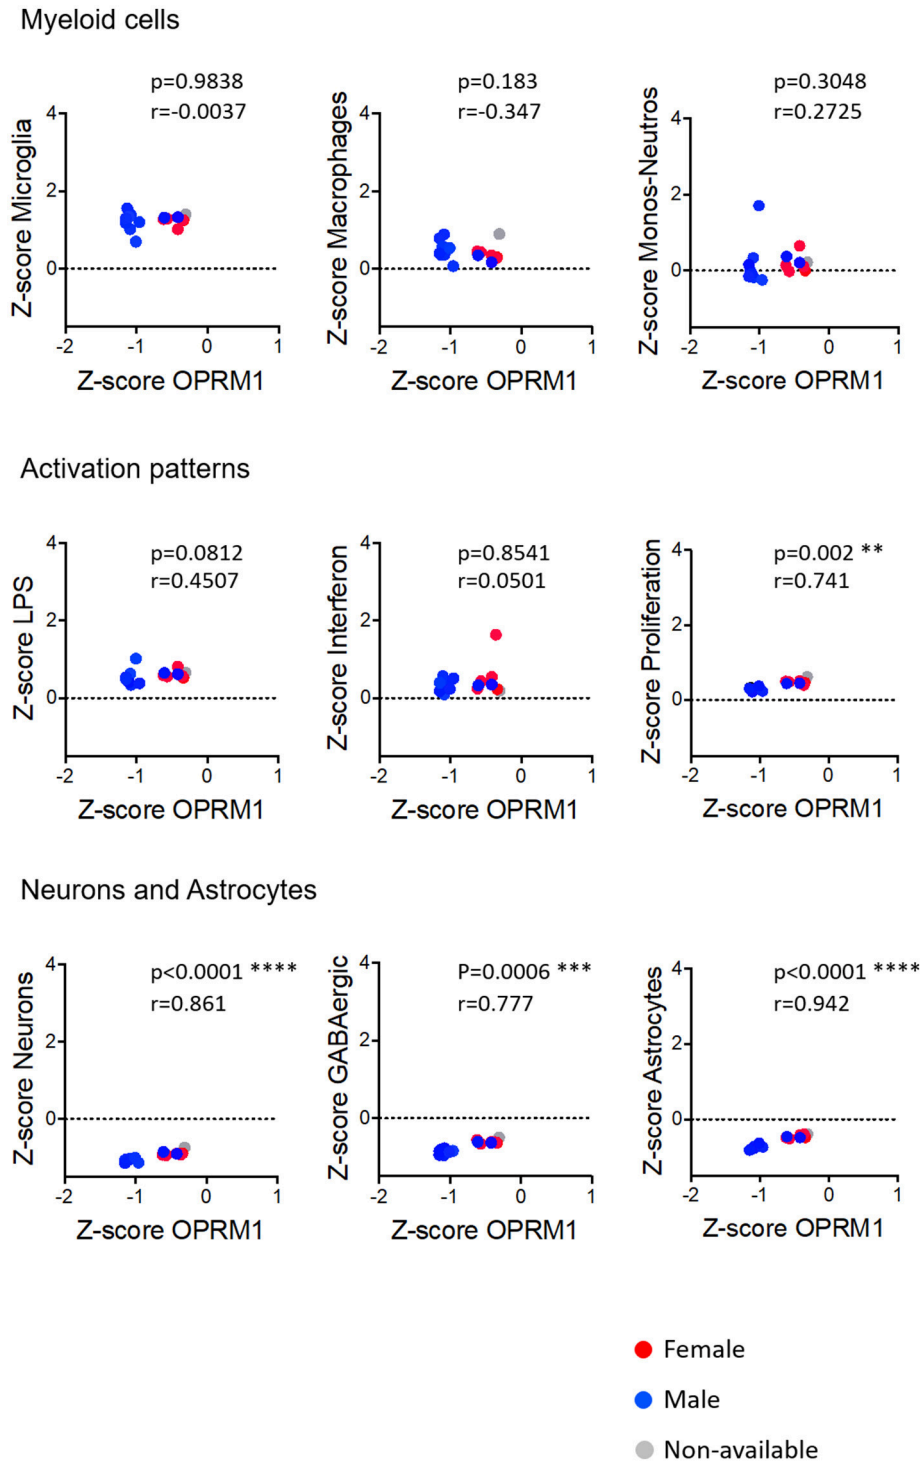 Myeloid cells
p=0.9838
r=-0.0037
Z-score Microglia
4
2
0
-2 -1 0 1
Z-score OPRM1
p=0.183
r=-0.347
Z-score Macrophages
4
2
0
-2 -1 0 1
Z-score OPRM1
p=0.3048
r=0.2725
Z-score Monos-Neutros
4
2
0
-2 -1 0 1
Z-score OPRM1
Activation patterns
p=0.0812
r=0.4507
Z-score LPS
4
2
0
-2 -1 0 1
Z-score OPRM1
p=0.8541
r=0.0501
Z-score Interferon
4
2
0
-2 -1 0 1
Z-score OPRM1
p=0.002 **
r=0.741
Z-score Proliferation
4
2
0
-2 -1 0 1
Z-score OPRM1
Neurons and Astrocytes
p<0.0001 ****
r=0.861
Z-score Neurons
4
2
0
-2 -1 0 1
Z-score OPRM1
P=0.0006 ***
r=0.777
Z-score GABAergic
4
2
0
-2 -1 0 1
Z-score OPRM1
p<0.0001 ****
r=0.942
Z-score Astrocytes
4
2
0
-2 -1 0 1
Z-score OPRM1
Female
Male
Non-available